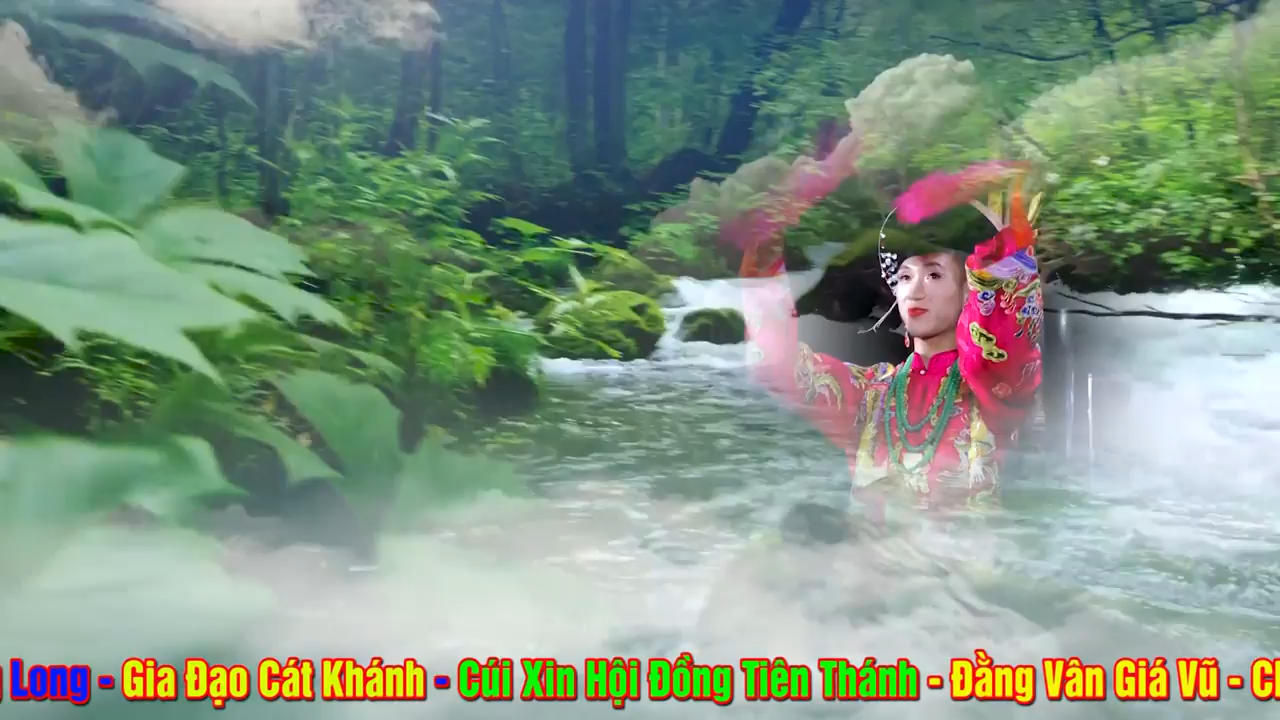 Long - Gia Đạo Cát Khánh - Cúi Xin Hội Đồng Tiên Thánh - Đằng Vân Giá Vũ -